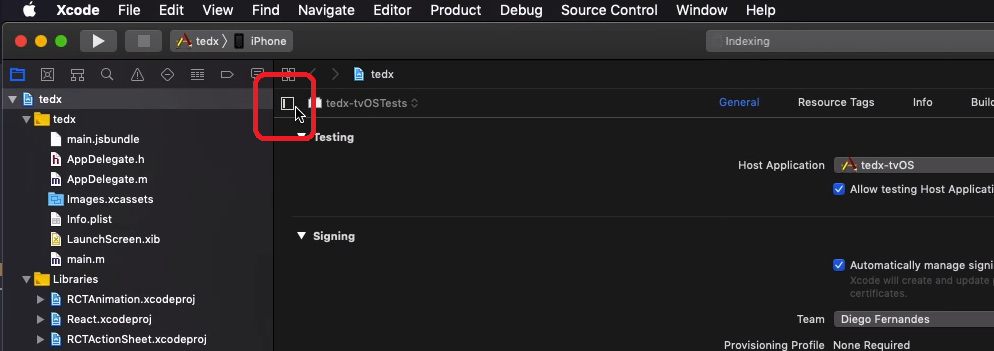 Xcode File Edit View Find Navigate Editor Product Debug Source Control Window Help
tedx iPhone Indexing
tedx
tedx
tedx-tvOSTests General Resource Tags Info Build
tedx
main.jsbundle
Testing
AppDelegate.h
Host Application tedx-tvOS
AppDelegate.m
Allow testing Host Applicati
Images.xcassets
Info.plist
Signing
LaunchScreen.xib
main.m
Automatically manage signi
Libraries
Xcode will create and update
certificates.
RCTAnimation.xcodeproj
React.xcodeproj
Team Diego Fernandes
RCTActionSheet.xcodeproj
Provisioning Profile None Required